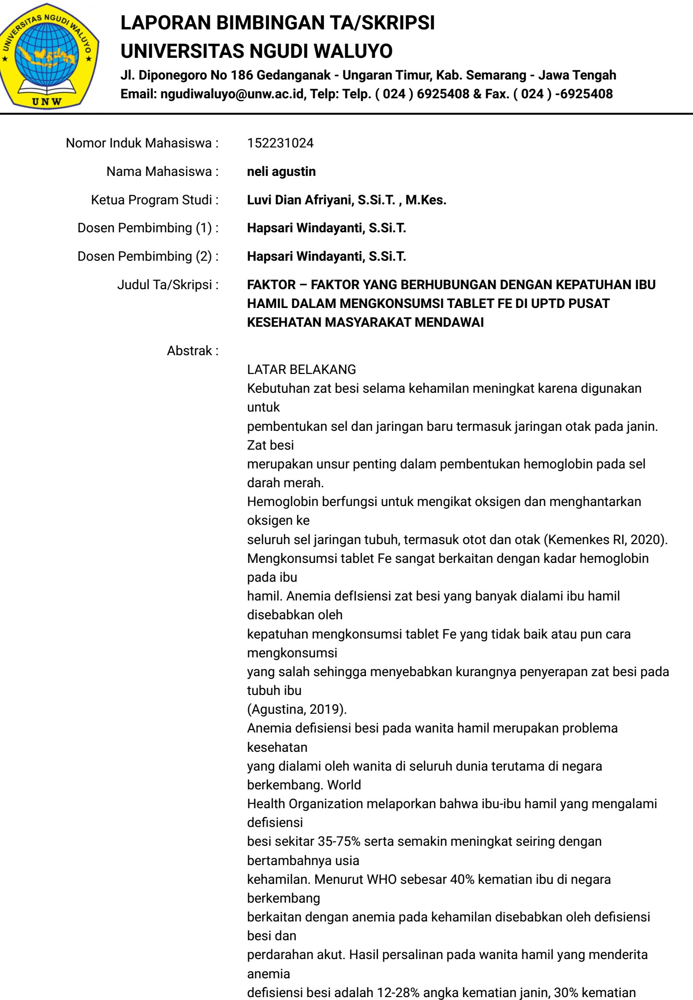 UNIVERSITAS NGUDI WALUYO
UNW
LAPORAN BIMBINGAN TA/SKRIPSI
UNIVERSITAS NGUDI WALUYO
Jl. Diponegoro No 186 Gedanganak - Ungaran Timur, Kab. Semarang - Jawa Tengah
Email: ngudiwaluyo@unw.ac.id, Telp: Telp. ( 024 ) 6925408 & Fax. ( 024 ) -6925408
Nomor Induk Mahasiswa : 152231024
Nama Mahasiswa : neli agustin
Ketua Program Studi : Luvi Dian Afriyani, S.Si.T. , M.Kes.
Dosen Pembimbing (1) : Hapsari Windayanti, S.Si.T.
Dosen Pembimbing (2) : Hapsari Windayanti, S.Si.T.
Judul Ta/Skripsi : FAKTOR – FAKTOR YANG BERHUBUNGAN DENGAN KEPATUHAN IBU
HAMIL DALAM MENGKONSUMSI TABLET FE DI UPTD PUSAT
KESEHATAN MASYARAKAT MENDAWAI
Abstrak :
LATAR BELAKANG
Kebutuhan zat besi selama kehamilan meningkat karena digunakan
untuk
pembentukan sel dan jaringan baru termasuk jaringan otak pada janin.
Zat besi
merupakan unsur penting dalam pembentukan hemoglobin pada sel
darah merah.
Hemoglobin berfungsi untuk mengikat oksigen dan menghantarkan
oksigen ke
seluruh sel jaringan tubuh, termasuk otot dan otak (Kemenkes RI, 2020).
Mengkonsumsi tablet Fe sangat berkaitan dengan kadar hemoglobin
pada ibu
hamil. Anemia defIsiensi zat besi yang banyak dialami ibu hamil
disebabkan oleh
kepatuhan mengkonsumsi tablet Fe yang tidak baik atau pun cara
mengkonsumsi
yang salah sehingga menyebabkan kurangnya penyerapan zat besi pada
tubuh ibu
(Agustina, 2019).
Anemia defisiensi besi pada wanita hamil merupakan problema
kesehatan
yang dialami oleh wanita di seluruh dunia terutama di negara
berkembang. World
Health Organization melaporkan bahwa ibu-ibu hamil yang mengalami
defisiensi
besi sekitar 35-75% serta semakin meningkat seiring dengan
bertambahnya usia
kehamilan. Menurut WHO sebesar 40% kematian ibu di negara
berkembang
berkaitan dengan anemia pada kehamilan disebabkan oleh defisiensi
besi dan
perdarahan akut. Hasil persalinan pada wanita hamil yang menderita
anemia
defisiensi besi adalah 12-28% angka kematian janin, 30% kematian